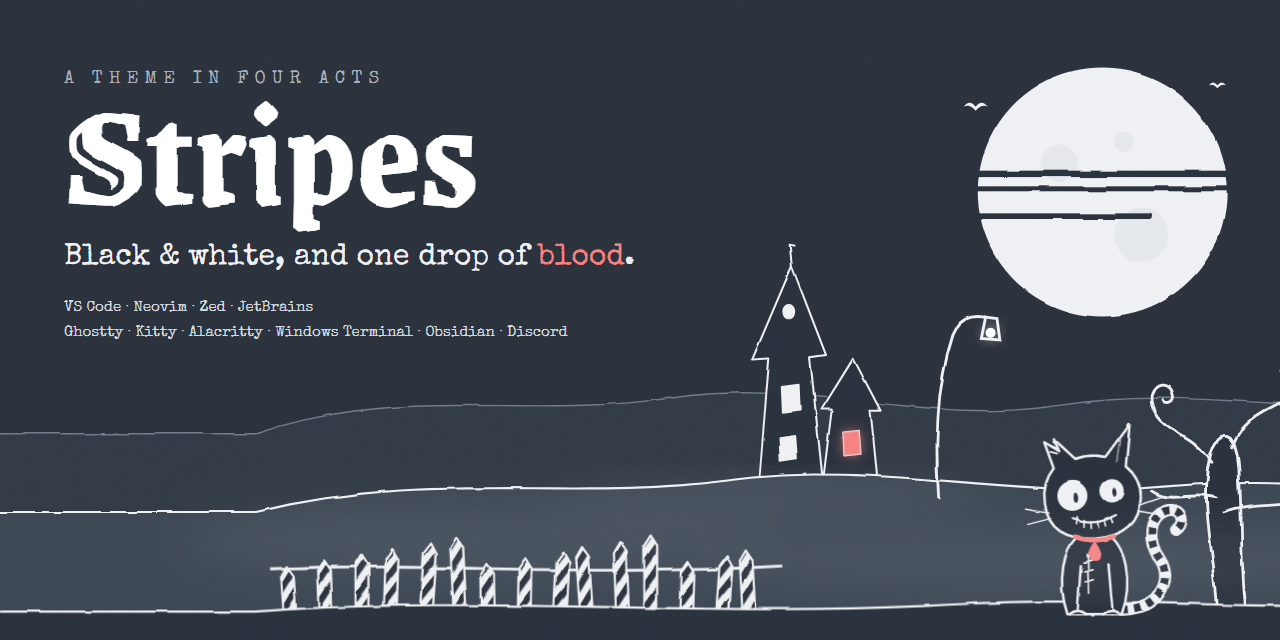 A THEME IN FOUR ACTS
Stripes
Black & white, and one drop of blood.
VS Code · Neovim · Zed · JetBrains
Ghostty · Kitty · Alacritty · Windows Terminal · Obsidian · Discord